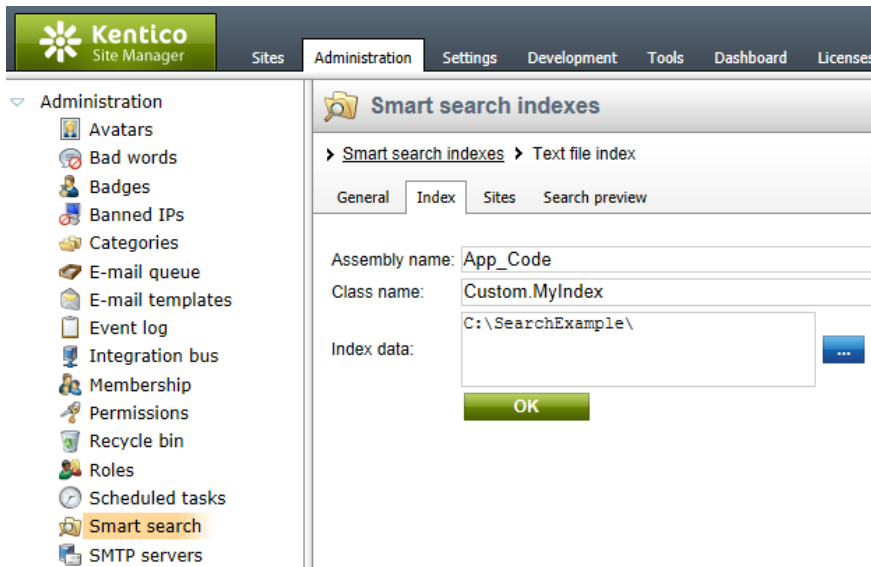 Kentico
Site Manager
Sites Administration Settings Development Tools Dashboard Licenses
Administration
Avatars
Bad words
Badges
Banned IPs
Categories
E-mail queue
E-mail templates
Event log
Integration bus
Membership
Permissions
Recycle bin
Roles
Scheduled tasks
Smart search
SMTP servers
Smart search indexes
Smart search indexes Text file index
General Index Sites Search preview
Assembly name: App_Code
Class name: Custom.MyIndex
Index data: C:\SearchExample\
...
OK